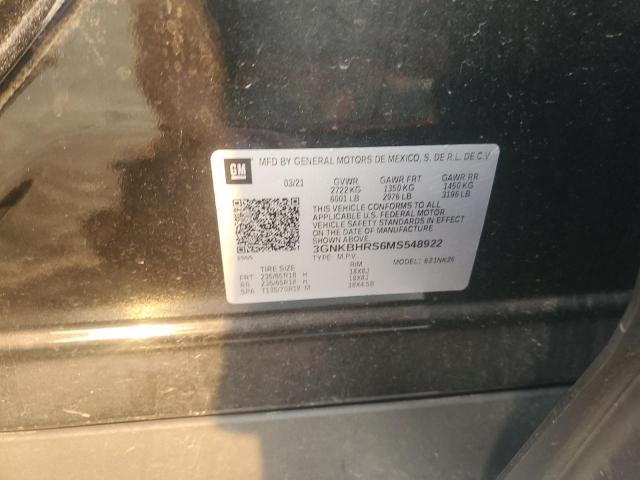 GM
MFD BY GENERAL MOTORS DE MEXICO, S. DE R.L. DE C.V.
03/21 GVWR GAWR FRT GAWR RR
2722 KG 1350 KG 1450 KG
6001 LB 2976 LB 3196 LB
THIS VEHICLE CONFORMS TO ALL
APPLICABLE U.S. FEDERAL MOTOR
VEHICLE SAFETY STANDARDS IN EFFECT
ON THE DATE OF MANUFACTURE
3GNKBHRS6MS548922
TYPE: M.P.V. MODEL: 621NK26
TIRE SIZE RIM
FRT 235/65R18 H 18X8J
RR 235/65R18 H 18X8J
SPA T135/70R18 M 18X4.5B